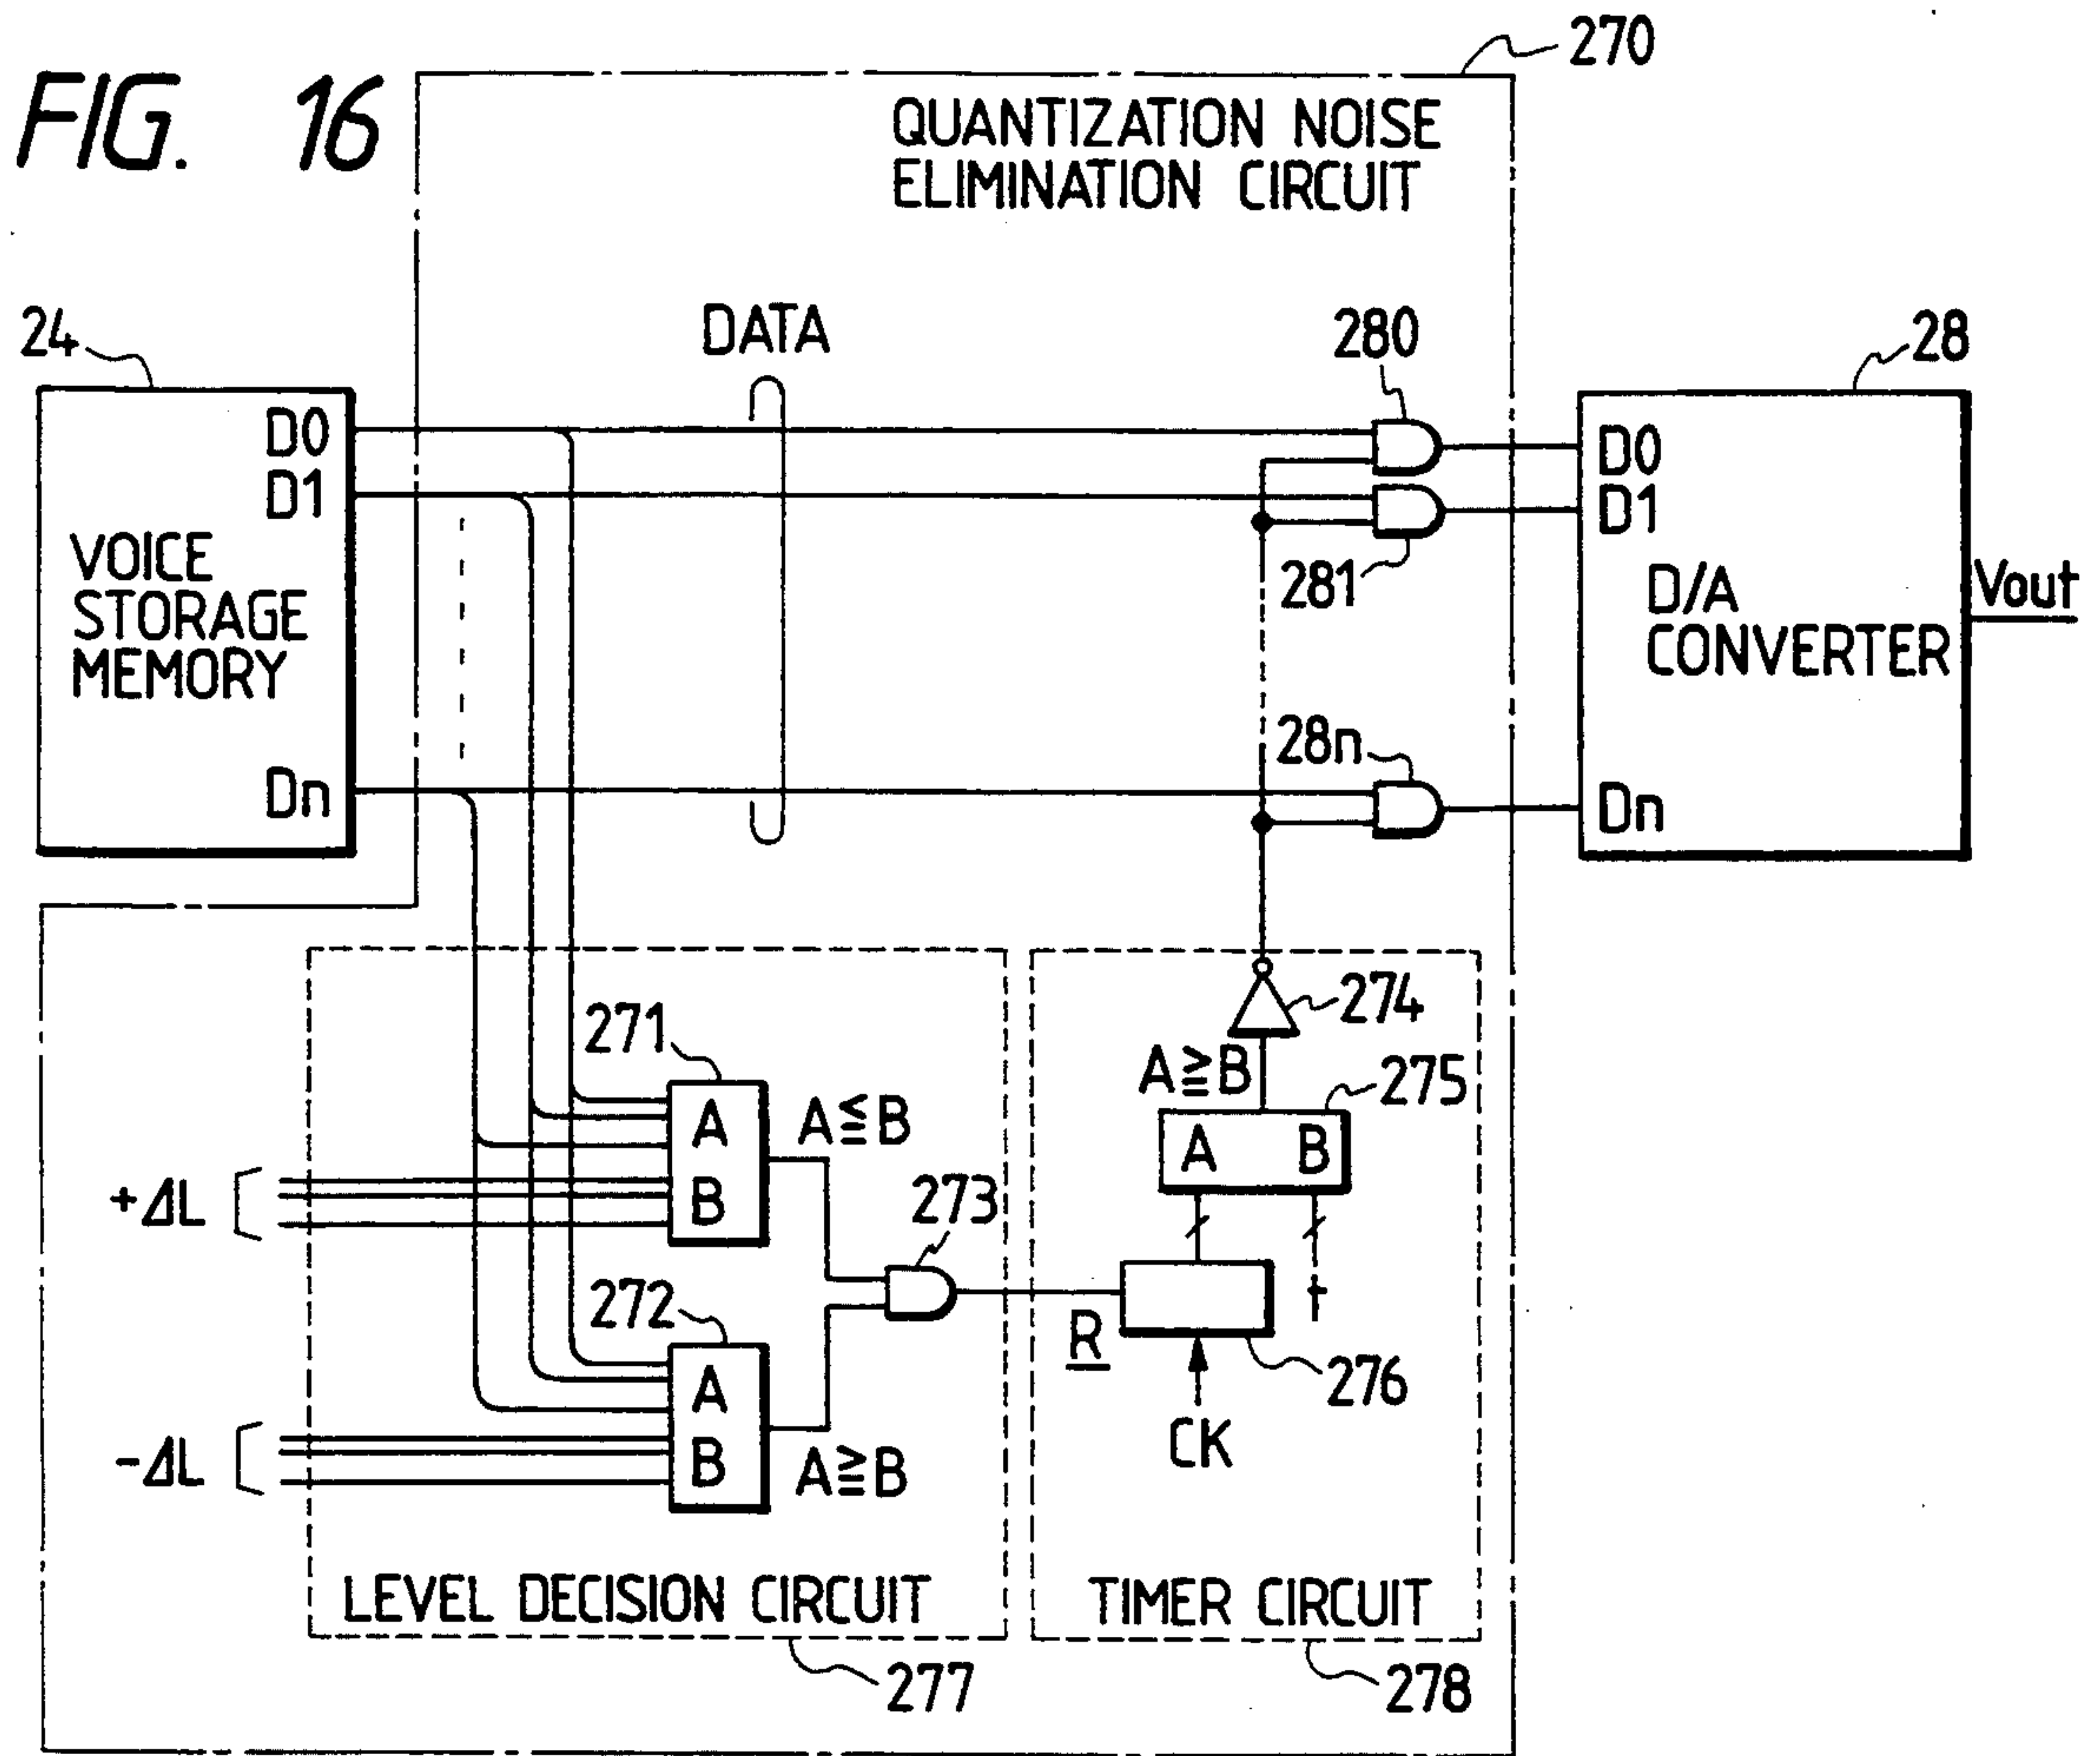 FIG. 16
270
QUANTIZATION NOISE
ELIMINATION CIRCUIT
24
DATA
280
28
D0
D1
Dn
VOICE
STORAGE
MEMORY
281
28n
D0
D1
Dn
D/A
CONVERTER
Vout
271
A
B
A≦B
+ΔL
272
A
B
A≧B
-ΔL
273
274
A≧B
275
A B
R
t
276
CK
LEVEL DECISION CIRCUIT
277
TIMER CIRCUIT
278